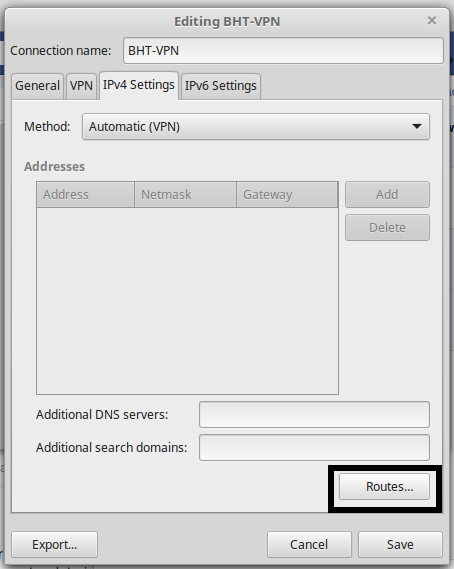 Editing BHT-VPN
Connection name: BHT-VPN
General VPN IPv4 Settings IPv6 Settings
Method: Automatic (VPN)
Addresses
Address Netmask Gateway Add
Delete
Additional DNS servers:
Additional search domains:
Routes...
Export... Cancel Save